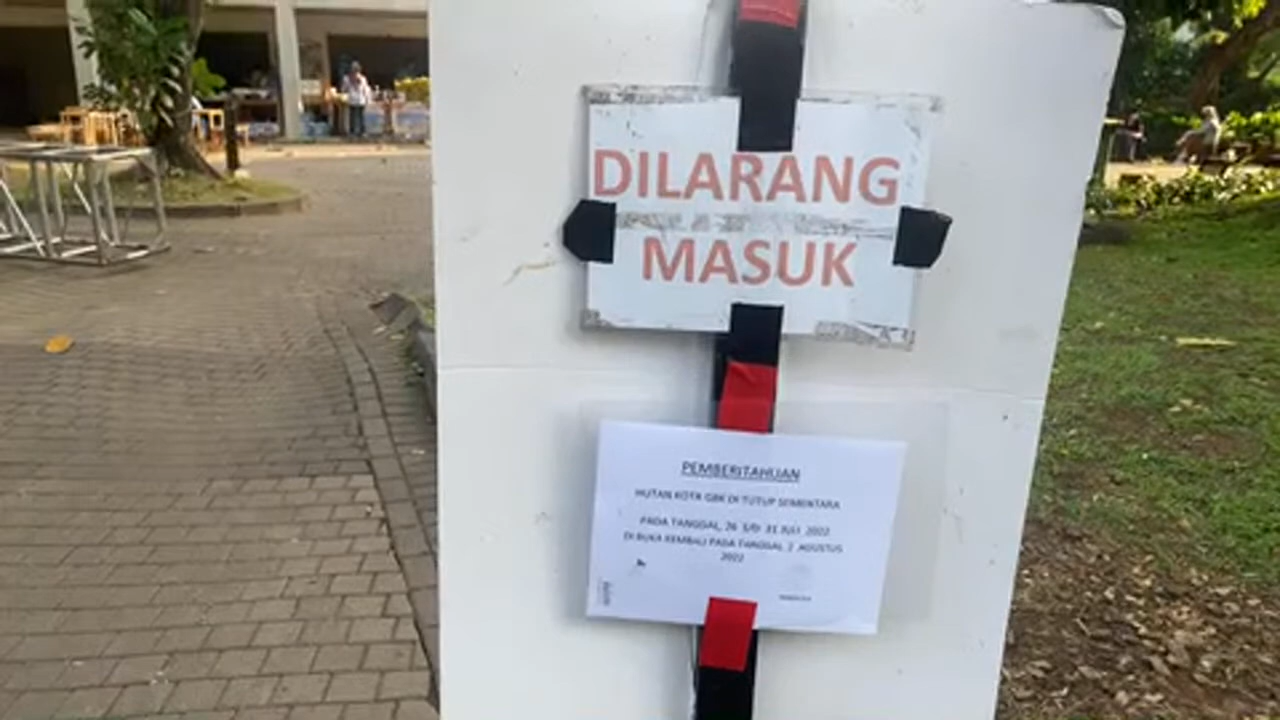 DILARANG
MASUK
PEMBERITAHUAN
HUTAN KOTA GBK DI TUTUP SEMENTARA
PADA TANGGAL, 26 S/D 31 JULI 2022
DI BUKA KEMBALI PADA TANGGAL 2 AGUSTUS
2022